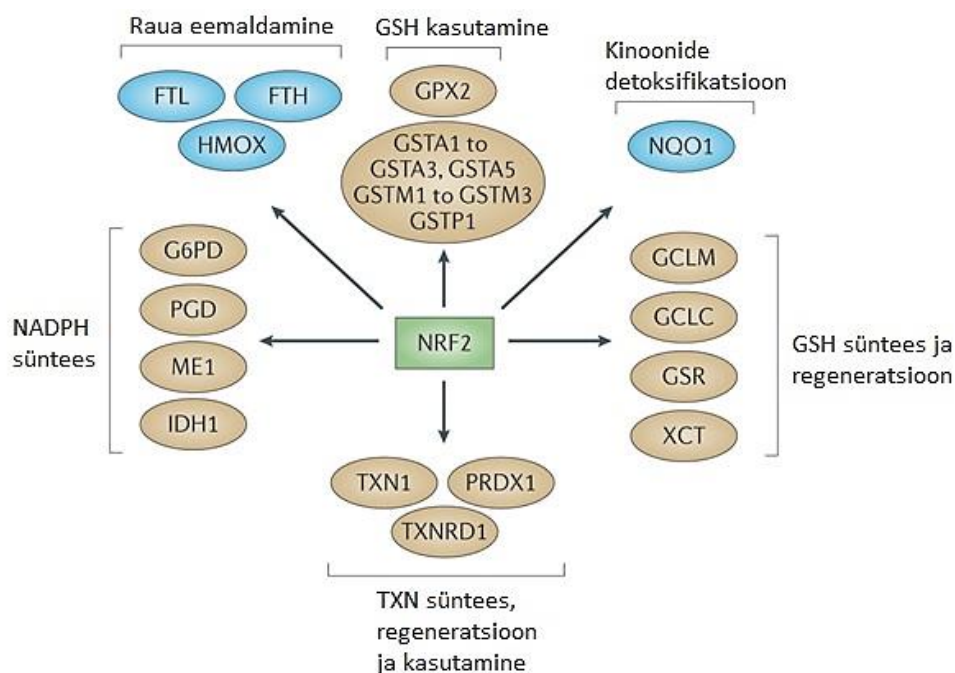 Raua eemaldamine
FTL
FTH
HMOX
GSH kasutamine
GPX2
GSTA1 to
GSTA3, GSTA5
GSTM1 to GSTM3
GSTP1
Kinoonide
detoksifikatsioon
NQO1
NADPH
süntees
G6PD
PGD
ME1
IDH1
NRF2
GCLM
GCLC
GSR
XCT
GSH süntees ja
regeneratsioon
TXN1
PRDX1
TXNRD1
TXN süntees,
regeneratsioon
ja kasutamine